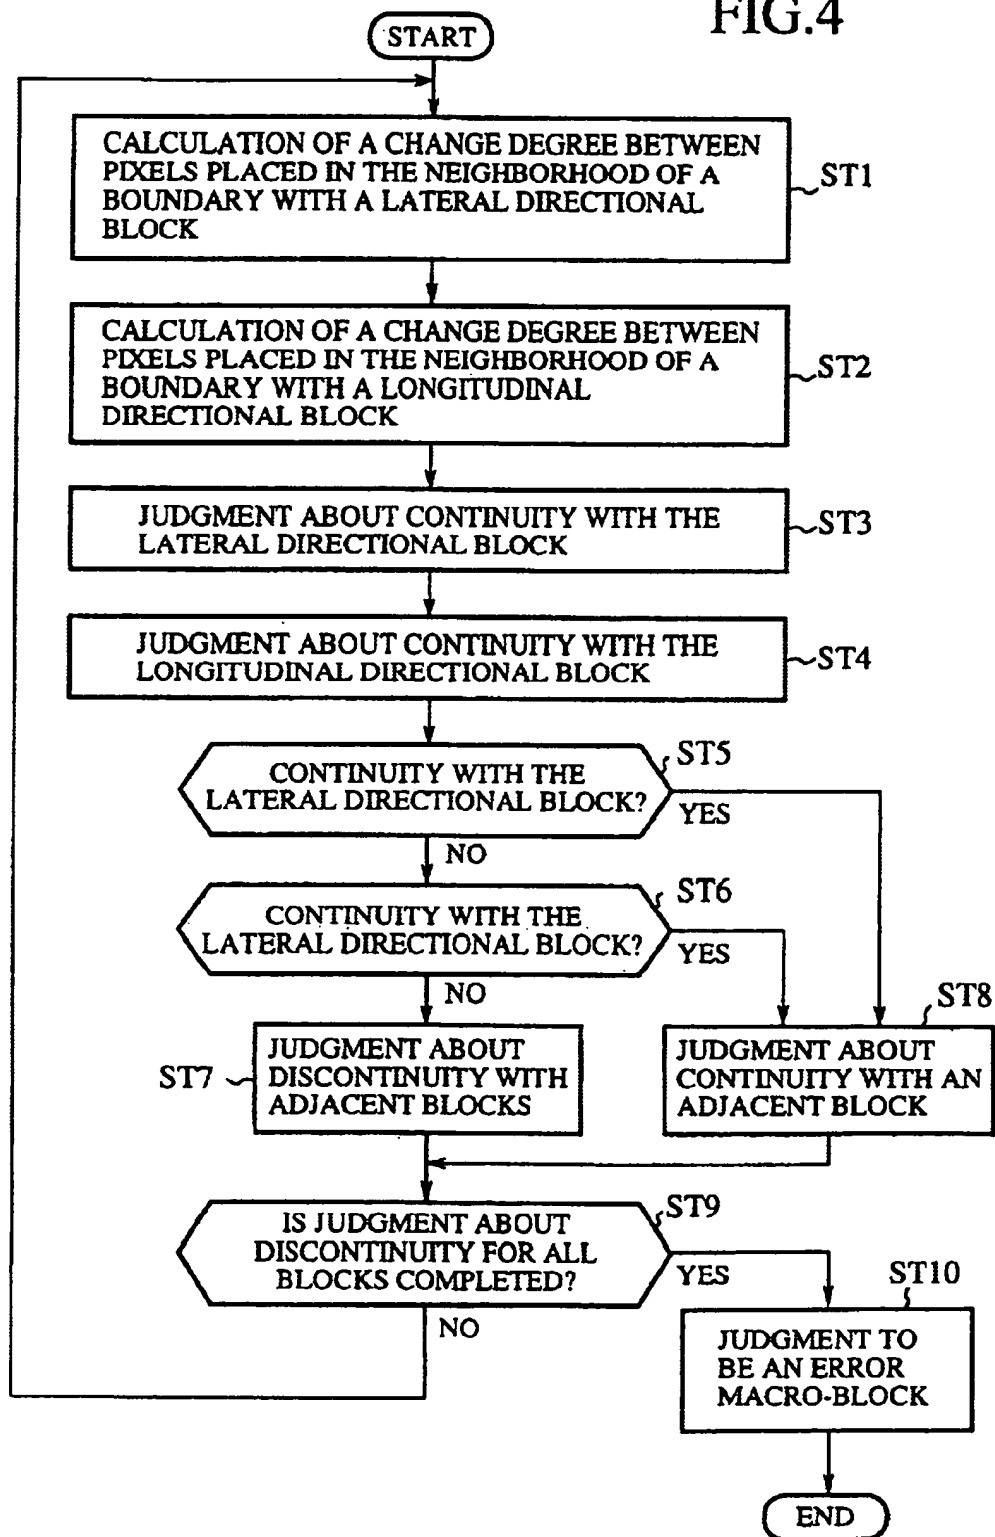 FIG.4
START
CALCULATION OF A CHANGE DEGREE BETWEEN
PIXELS PLACED IN THE NEIGHBORHOOD OF A
BOUNDARY WITH A LATERAL DIRECTIONAL
BLOCK
ST1
CALCULATION OF A CHANGE DEGREE BETWEEN
PIXELS PLACED IN THE NEIGHBORHOOD OF A
BOUNDARY WITH A LONGITUDINAL
DIRECTIONAL BLOCK
ST2
JUDGMENT ABOUT CONTINUITY WITH THE
LATERAL DIRECTIONAL BLOCK
ST3
JUDGMENT ABOUT CONTINUITY WITH THE
LONGITUDINAL DIRECTIONAL BLOCK
ST4
ST5
CONTINUITY WITH THE
LATERAL DIRECTIONAL BLOCK?
YES
NO
ST6
CONTINUITY WITH THE
LATERAL DIRECTIONAL BLOCK?
YES
NO
ST7
JUDGMENT ABOUT
DISCONTINUITY WITH
ADJACENT BLOCKS
ST8
JUDGMENT ABOUT
CONTINUITY WITH AN
ADJACENT BLOCK
ST9
IS JUDGMENT ABOUT
DISCONTINUITY FOR ALL
BLOCKS COMPLETED?
YES
NO
ST10
JUDGMENT TO
BE AN ERROR
MACRO-BLOCK
END